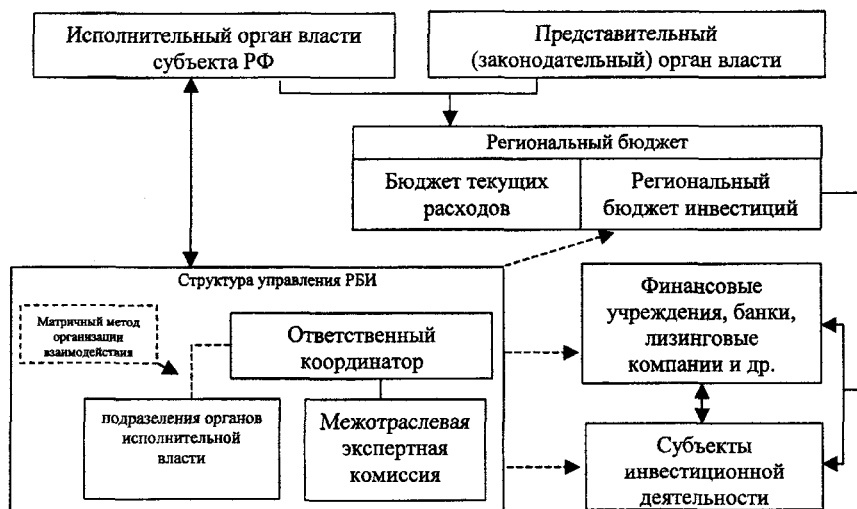 Исполнительный орган власти
субъекта РФ
Представительный
(законодательный) орган власти
Региональный бюджет
Бюджет текущих
расходов
Региональный
бюджет инвестиций
Структура управления РБИ
Матричный метод
организации
взаимодействия
Ответственный
координатор
подразделения органов
исполнительной
власти
Межотраслевая
экспертная
комиссия
Финансовые
учреждения, банки,
лизинговые
компании и др.
Субъекты
инвестиционной
деятельности